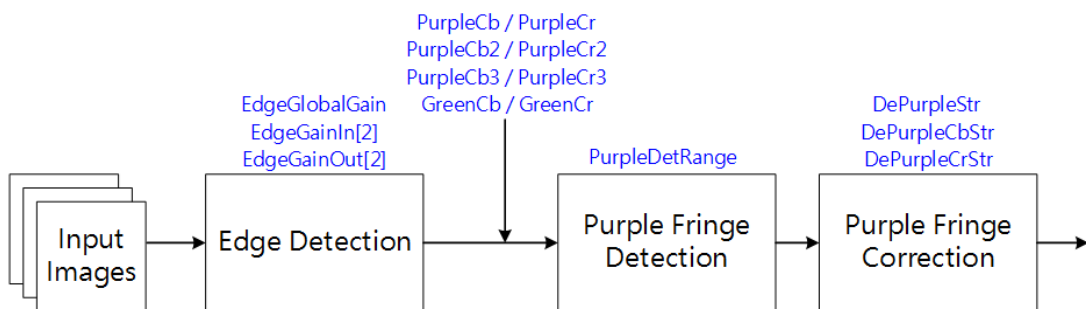 PurpleCb / PurpleCr
PurpleCb2 / PurpleCr2
PurpleCb3 / PurpleCr3
GreenCb / GreenCr
EdgeGlobalGain
EdgeGainIn[2]
EdgeGainOut[2]
PurpleDetRange
DePurpleStr
DePurpleCbStr
DePurpleCrStr
Input
Images
Edge Detection
Purple Fringe
Detection
Purple Fringe
Correction